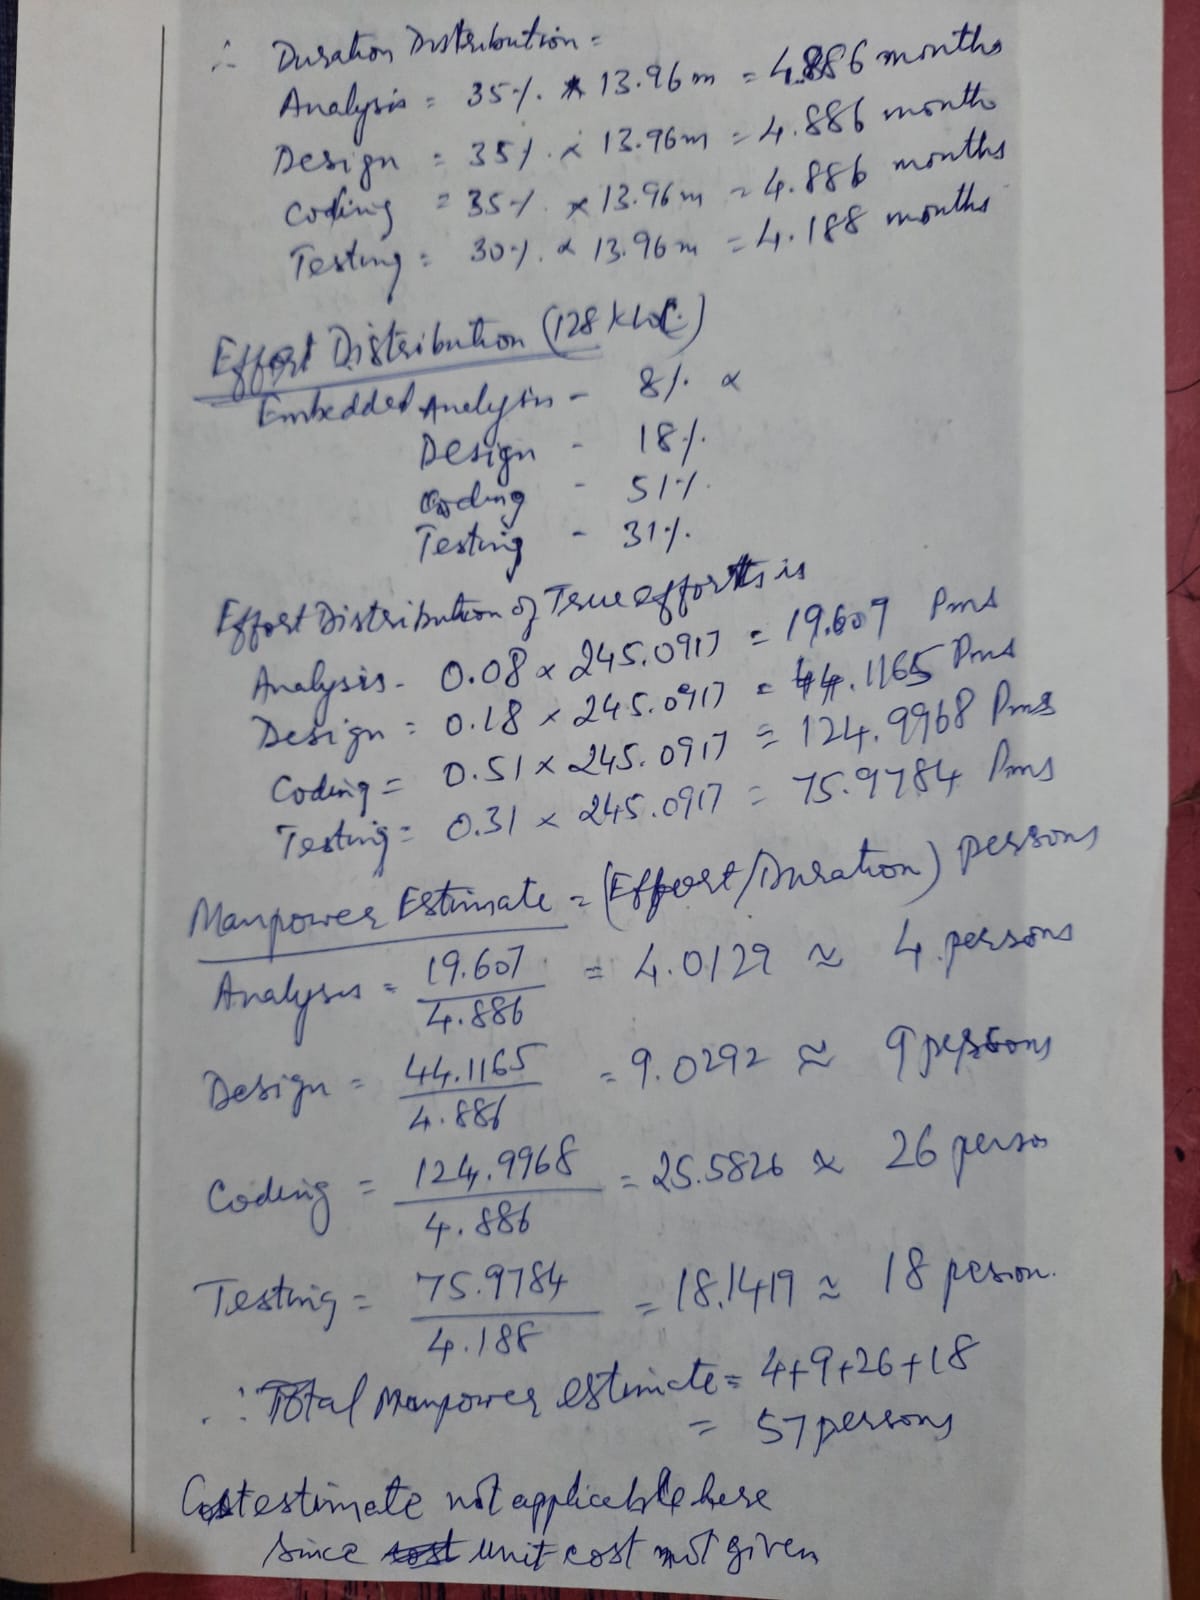 ∴ Duration Distribution =
Analysis = 35% * 13.96m = 4.886 months
Design = 35% × 13.96m = 4.886 month
Coding = 35% × 13.96m = 4.886 months
Testing = 30% × 13.96m = 4.188 months
Effort Distribution (128 KLOC)
Embedded Analysis - 8% ×
Design - 18%
Coding - 51%
Testing - 31%
Effort Distribution of True efforts is
Analysis - 0.08 × 245.0917 = 19.607 Pms
Design = 0.18 × 245.0917 = 44.1165 Pms
Coding = 0.51 × 245.0917 = 124.9968 Pms
Testing = 0.31 × 245.0917 = 75.9784 Pms
Manpower Estimate = (Effort/Duration) persons
Analysis = 19.607 / 4.886 = 4.0129 ≈ 4 persons
Design = 44.1165 / 4.886 = 9.0292 ≈ 9 persons
Coding = 124.9968 / 4.886 = 25.5826 ≈ 26 perso
Testing = 75.9784 / 4.188 = 18.1419 ≈ 18 person.
∴ Total Manpower estimate = 4+9+26+18
= 57 persons
Cost estimate not applicable here
since unit cost not given